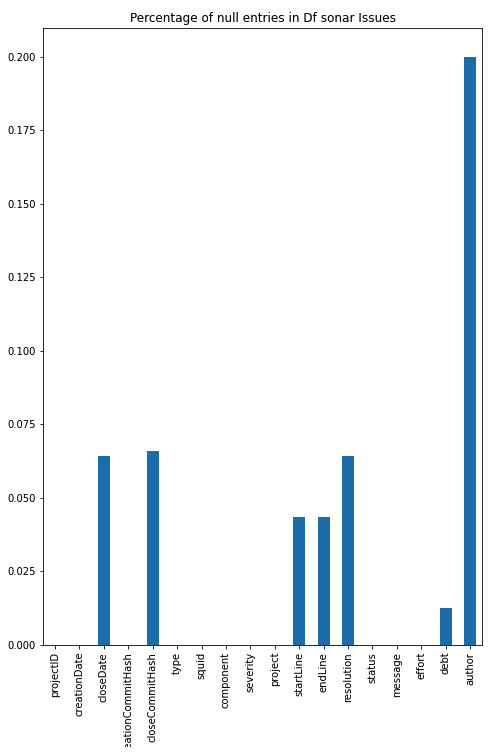 Percentage of null entries in Df sonar Issues
0.200
0.175
0.150
0.125
0.100
0.075
0.050
0.025
0.000
projectID
creationDate
closeDate
eationCommitHash
closeCommitHash
type
squid
component
severity
project
startLine
endLine
resolution
status
message
effort
debt
author